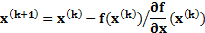 x^(k+1) = x^(k) − f(x^(k))/ ∂f/∂x (x^(k))